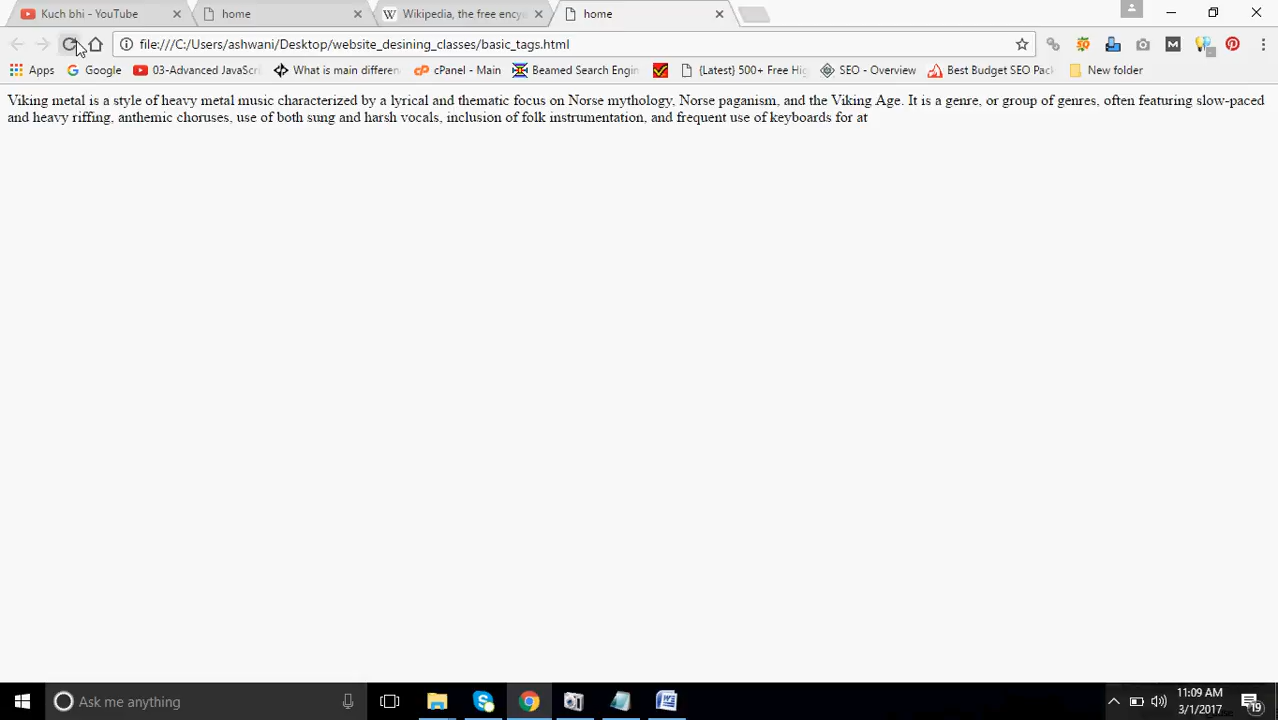 Kuch bhi - YouTube
home
Wikipedia, the free ency
home
file:///C:/Users/ashwani/Desktop/website_desining_classes/basic_tags.html
Apps
Google
03-Advanced JavaScri
What is main differen
cPanel - Main
Beamed Search Engin
{Latest} 500+ Free Hig
SEO - Overview
Best Budget SEO Pack
New folder
Viking metal is a style of heavy metal music characterized by a lyrical and thematic focus on Norse mythology, Norse paganism, and the Viking Age. It is a genre, or group of genres, often featuring slow-paced
and heavy riffing, anthemic choruses, use of both sung and harsh vocals, inclusion of folk instrumentation, and frequent use of keyboards for at
Ask me anything
11:09 AM
3/1/2017
19